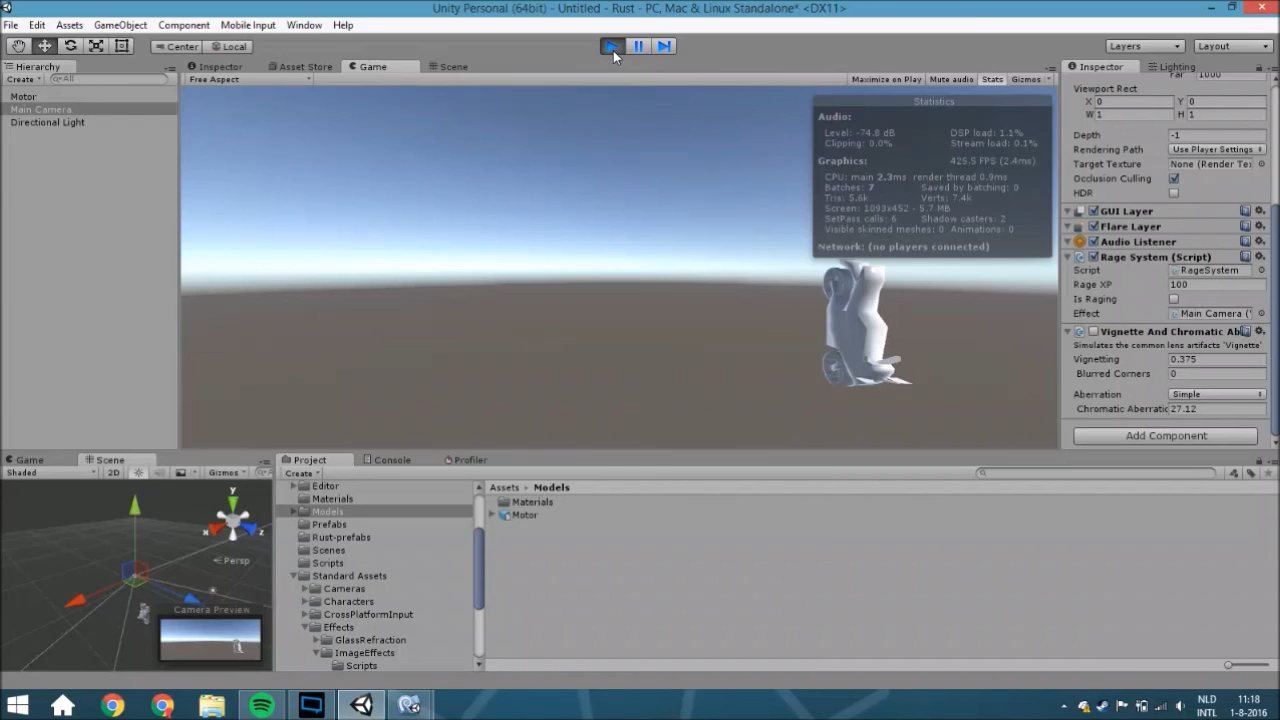 Unity Personal (64bit) - Untitled - Rust - PC, Mac & Linux Standalone* <DX11>
File Edit Assets GameObject Component Mobile Input Window Help
Center Local Layers Layout
Hierarchy Inspector Asset Store Game Scene Inspector Lighting
Create All Free Aspect Maximize on Play Mute audio Stats Gizmos
Motor
Main Camera
Directional Light
Statistics
Audio:
Level: -74.8 dB DSP load: 1.1%
Clipping: 0.0% Stream load: 0.1%
Graphics: 426.5 FPS (2.4ms)
CPU: main 2.3ms render thread 0.9ms
Batches: 7 Saved by batching: 0
Tris: 5.6k Verts: 7.4k
Screen: 1093x452 - 5.7 MB
SetPass calls: 6 Shadow casters: 2
Visible skinned meshes: 0 Animations: 0
Network: (no players connected)
Far 1000
Viewport Rect
X 0 Y 0
W 1 H 1
Depth -1
Rendering Path Use Player Settings
Target Texture None (Render Te:
Occlusion Culling
HDR
GUI Layer
Flare Layer
Audio Listener
Rage System (Script)
Script RageSystem
Rage XP 100
Is Raging
Effect Main Camera (
Vignette And Chromatic Ab
Simulates the common lens artifacts 'Vignette'
Vignetting 0.375
Blurred Corners 0
Aberration Simple
Chromatic Aberratic 27.12
Add Component
Game Scene
Shaded 2D Gizmos
y
x
z
Persp
Camera Preview
Project Console Profiler
Create
Editor
Materials
Models
Prefabs
Rust-prefabs
Scenes
Scripts
Standard Assets
Cameras
Characters
CrossPlatformInput
Effects
GlassRefraction
ImageEffects
Scripts
Assets Models
Materials
Motor
NLD
INTL
11:18
1-8-2016